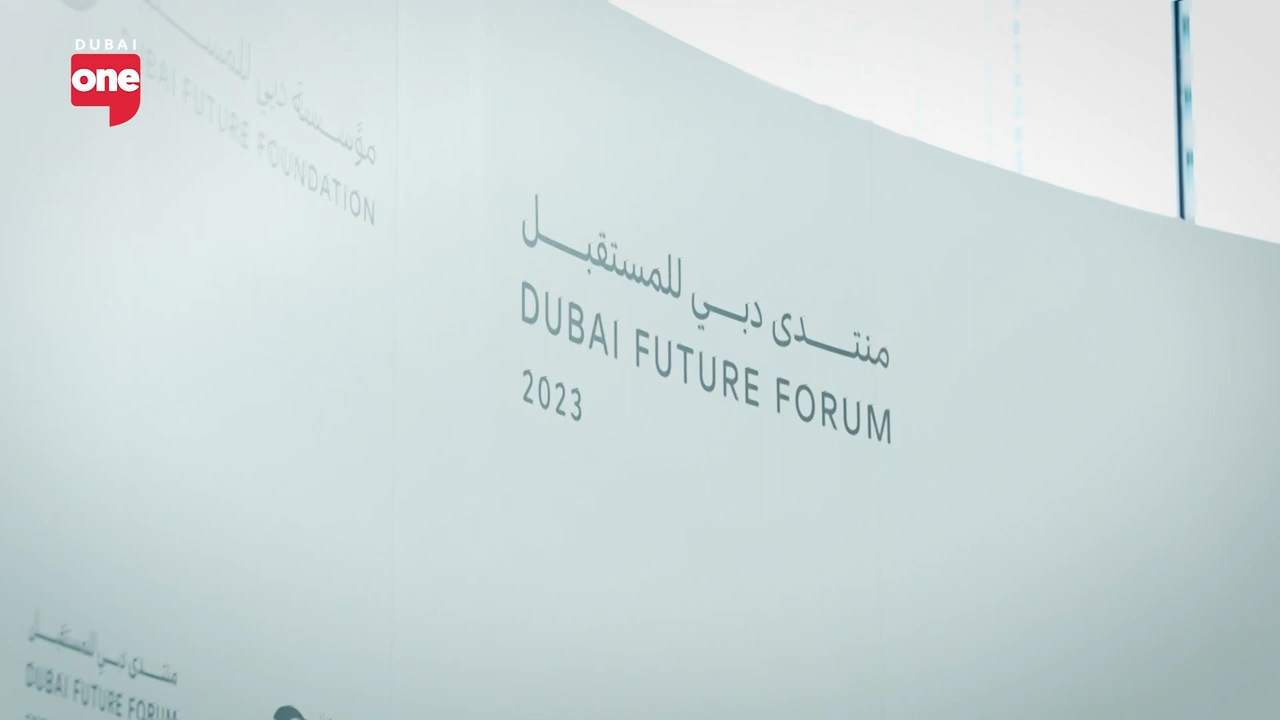 DUBAI
one
مؤسسة دبي للمستقبل
DUBAI FUTURE FOUNDATION
منتدى دبي للمستقبل
DUBAI FUTURE FORUM
2023
منتدى دبي للمستقبل
DUBAI FUTURE FORUM